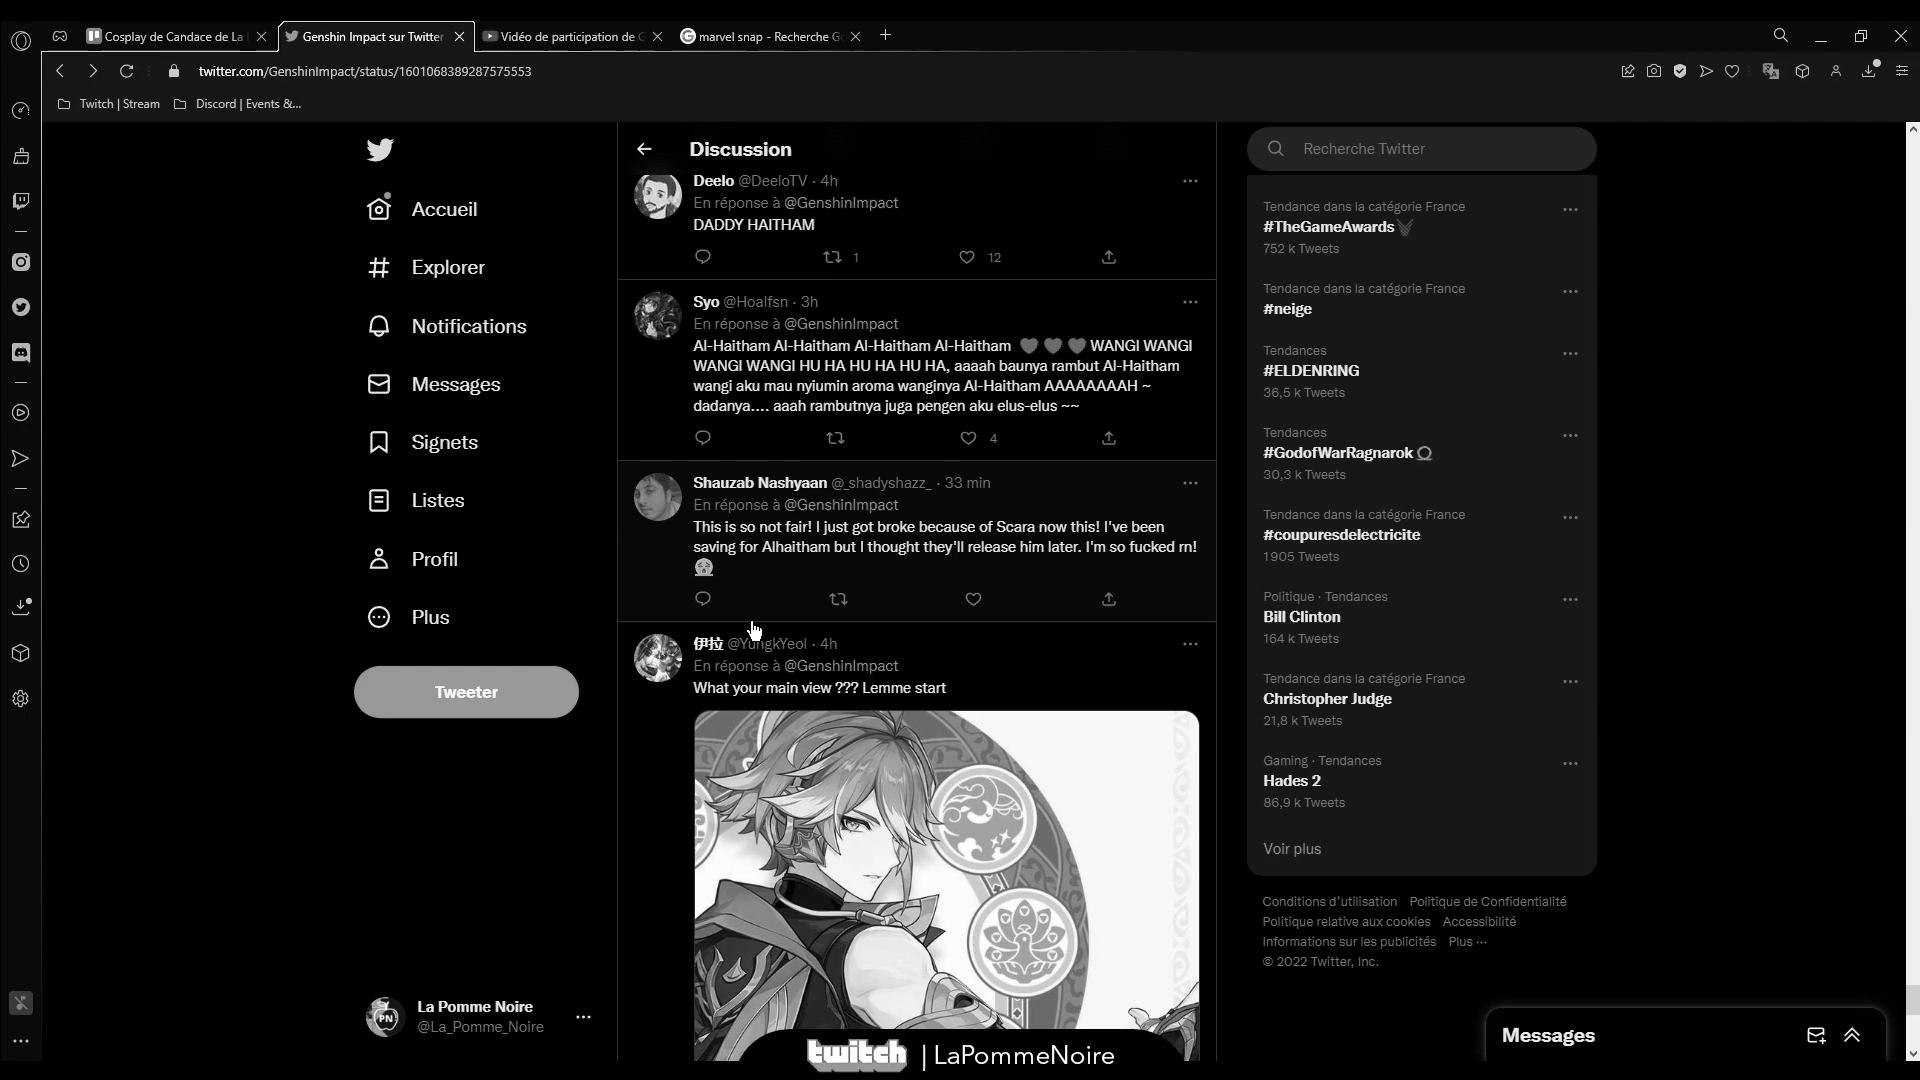 Cosplay de Candace de La
Genshin Impact sur Twitter
Vidéo de participation de G
marvel snap - Recherche G
twitter.com/GenshinImpact/status/1601068389287575553
Twitch | Stream
Discord | Events &...
Accueil
Explorer
Notifications
Messages
Signets
Listes
Profil
Plus
Tweeter
La Pomme Noire
@La_Pomme_Noire
Discussion
Deelo @DeeloTV · 4h
En réponse à @GenshinImpact
DADDY HAITHAM
1
12
Syo @Hoalfsn · 3h
En réponse à @GenshinImpact
Al-Haitham Al-Haitham Al-Haitham Al-Haitham 🖤🖤🖤 WANGI WANGI
WANGI WANGI HU HA HU HA HU HA, aaaah baunya rambut Al-Haitham
wangi aku mau nyiumin aroma wanginya Al-Haitham AAAAAAAAH ~
dadanya.... aaah rambutnya juga pengen aku elus-elus ~~
4
Shauzab Nashyaan @_shadyshazz_ · 33 min
En réponse à @GenshinImpact
This is so not fair! I just got broke because of Scara now this! I've been
saving for Alhaitham but I thought they'll release him later. I'm so fucked rn!
伊拉 @YungkYeol · 4h
En réponse à @GenshinImpact
What your main view ??? Lemme start
Recherche Twitter
Tendance dans la catégorie France
#TheGameAwards
752 k Tweets
Tendance dans la catégorie France
#neige
Tendances
#ELDENRING
36,5 k Tweets
Tendances
#GodofWarRagnarok
30,3 k Tweets
Tendance dans la catégorie France
#coupuresdelectricite
1 905 Tweets
Politique · Tendances
Bill Clinton
164 k Tweets
Tendance dans la catégorie France
Christopher Judge
21,8 k Tweets
Gaming · Tendances
Hades 2
86,9 k Tweets
Voir plus
Conditions d'utilisation Politique de Confidentialité
Politique relative aux cookies Accessibilité
Informations sur les publicités Plus ···
© 2022 Twitter, Inc.
Messages
twitch | LaPommeNoire
PN